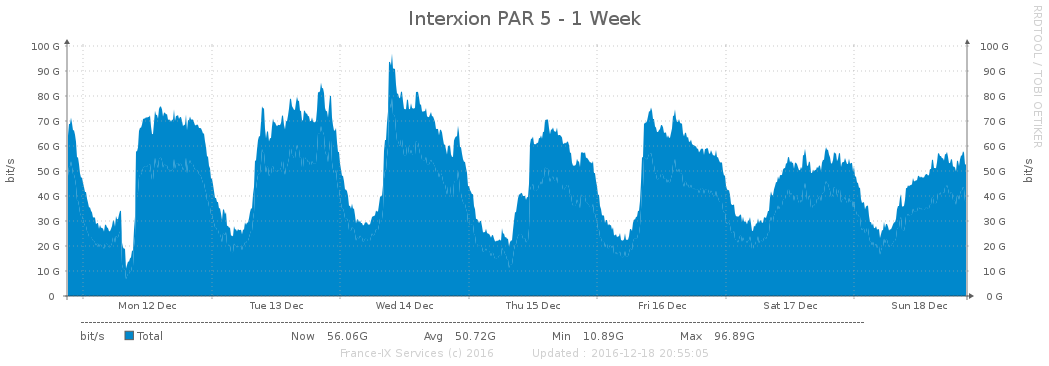 Interxion PAR 5 - 1 Week
RRDTOOL / TOBI OETIKER
100 G 100 G
90 G 90 G
80 G 80 G
70 G 70 G
60 G 60 G
50 G 50 G
40 G 40 G
30 G 30 G
20 G 20 G
10 G 10 G
0 0 G
bit/s
bit/s
Mon 12 Dec Tue 13 Dec Wed 14 Dec Thu 15 Dec Fri 16 Dec Sat 17 Dec Sun 18 Dec
bit/s Total Now 56.06G Avg 50.72G Min 10.89G Max 96.89G
France-IX Services (c) 2016 Updated : 2016-12-18 20:55:05